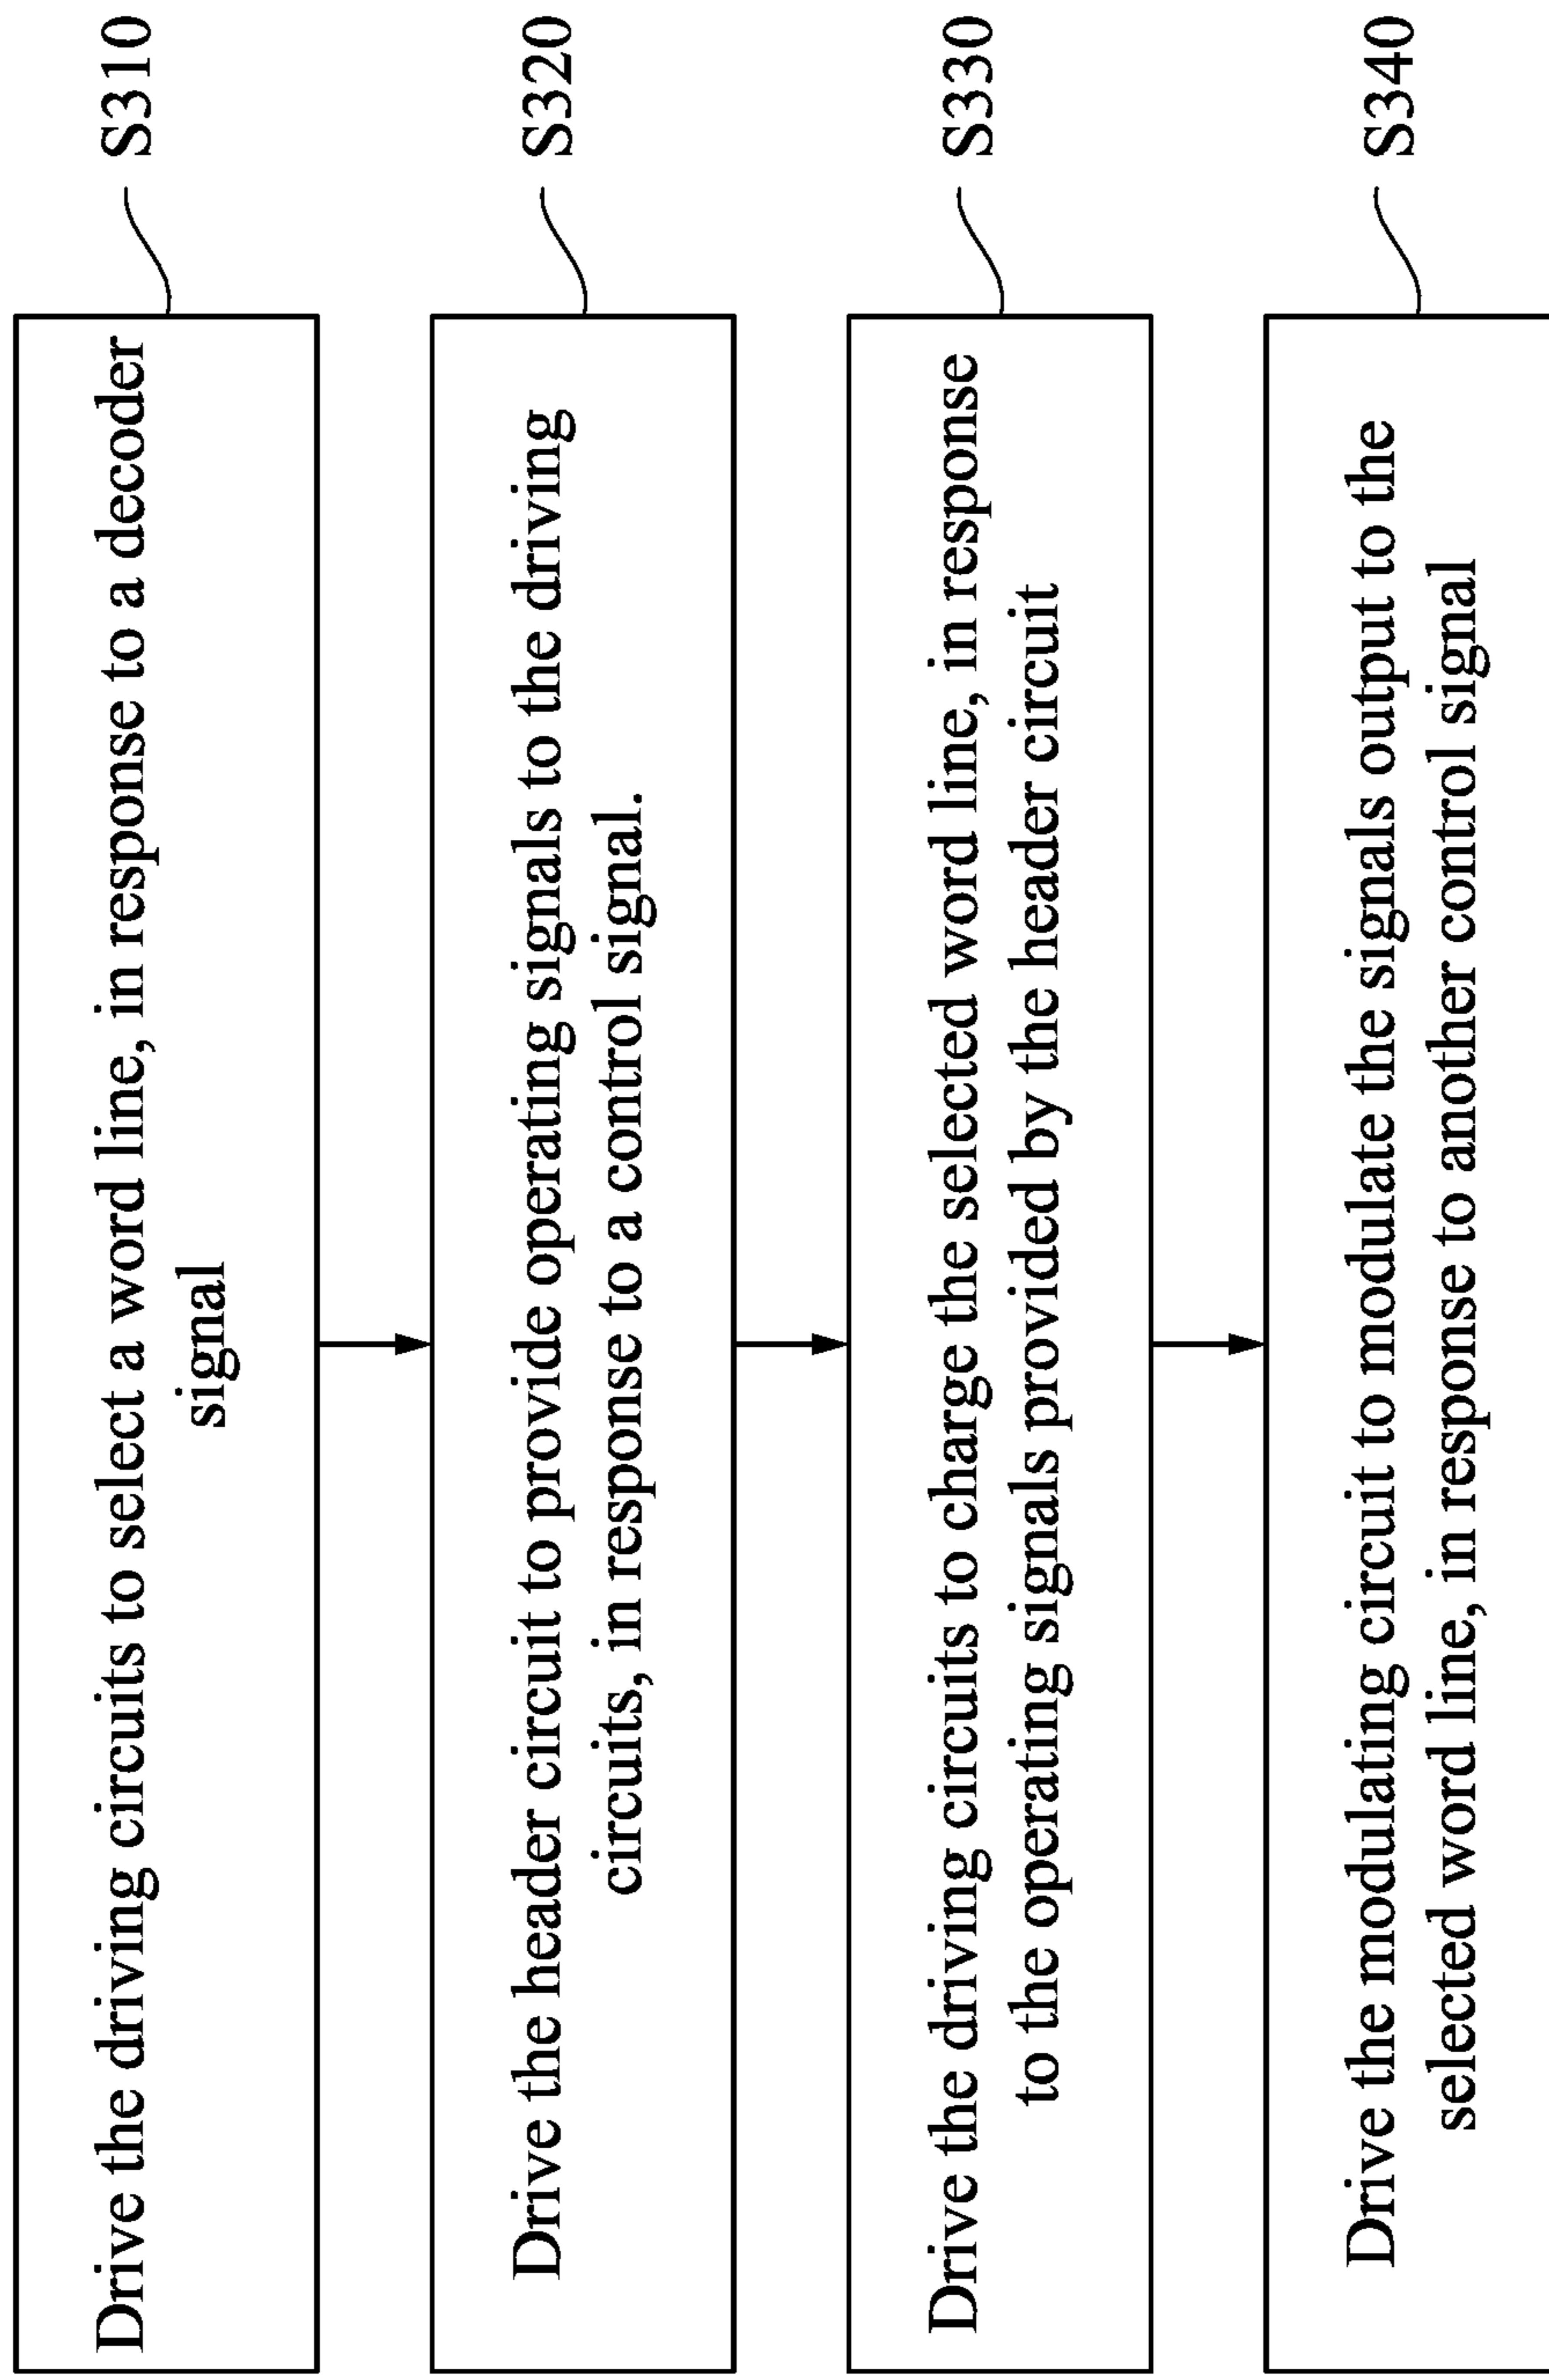 Drive the driving circuits to select a word line, in response to a decoder
signal
S310
Drive the header circuit to provide operating signals to the driving
circuits, in response to a control signal.
S320
Drive the driving circuits to charge the selected word line, in response
to the operating signals provided by the header circuit
S330
Drive the modulating circuit to modulate the signals output to the
selected word line, in response to another control signal
S340